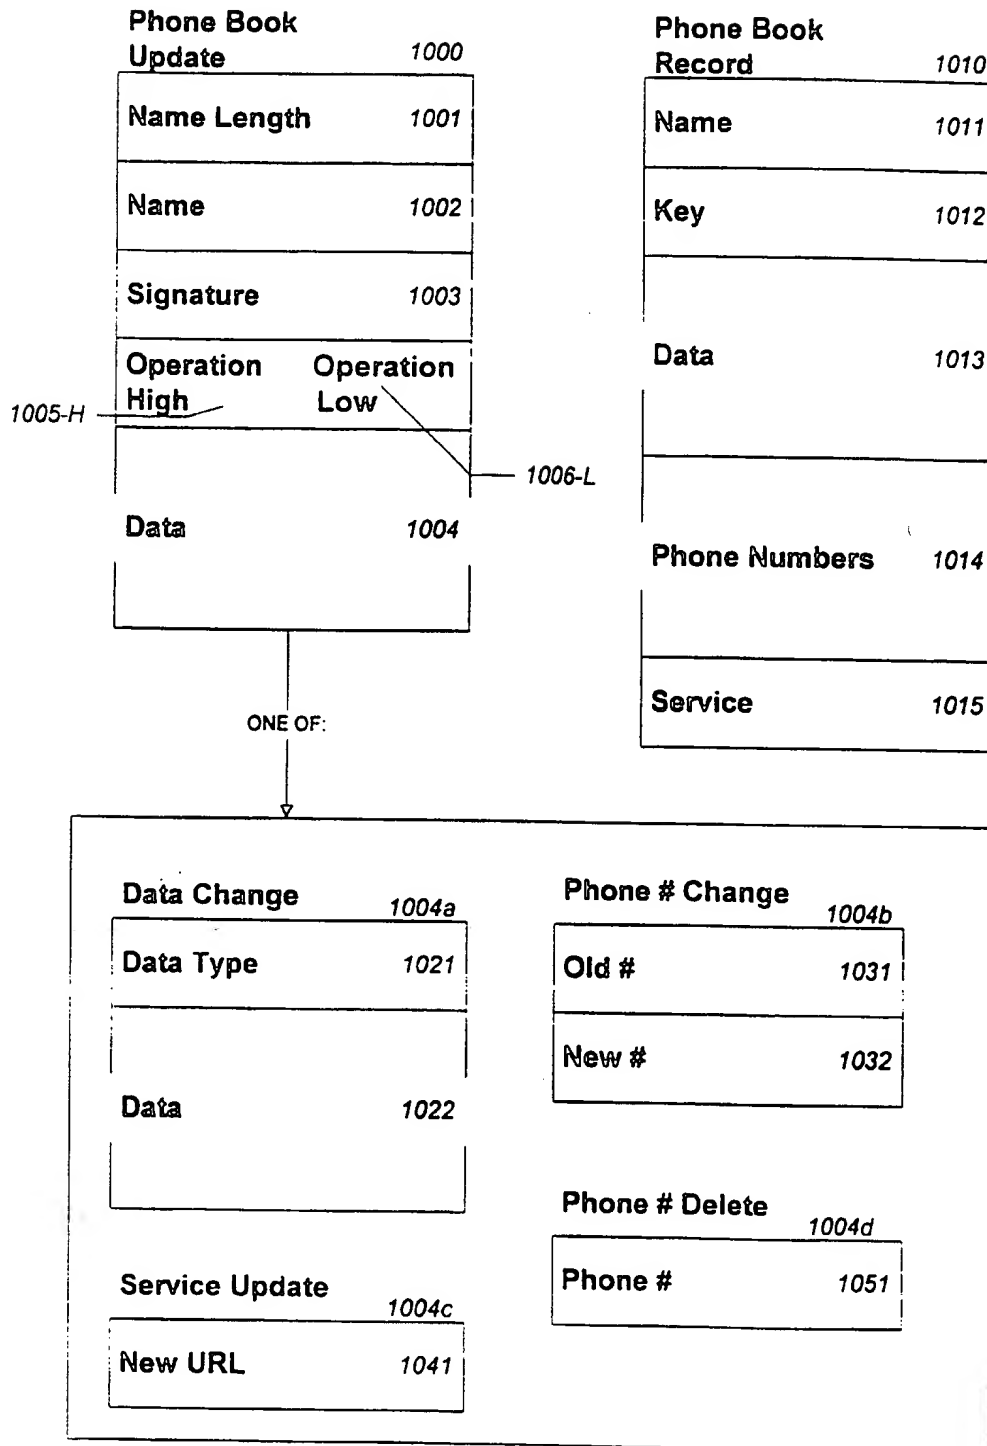 Phone Book
Update 1000
Name Length 1001
Name 1002
Signature 1003
Operation High Operation Low
1005-H
1006-L
Data 1004
ONE OF:
Phone Book
Record 1010
Name 1011
Key 1012
Data 1013
Phone Numbers 1014
Service 1015
Data Change 1004a
Data Type 1021
Data 1022
Phone # Change 1004b
Old # 1031
New # 1032
Service Update 1004c
New URL 1041
Phone # Delete 1004d
Phone # 1051